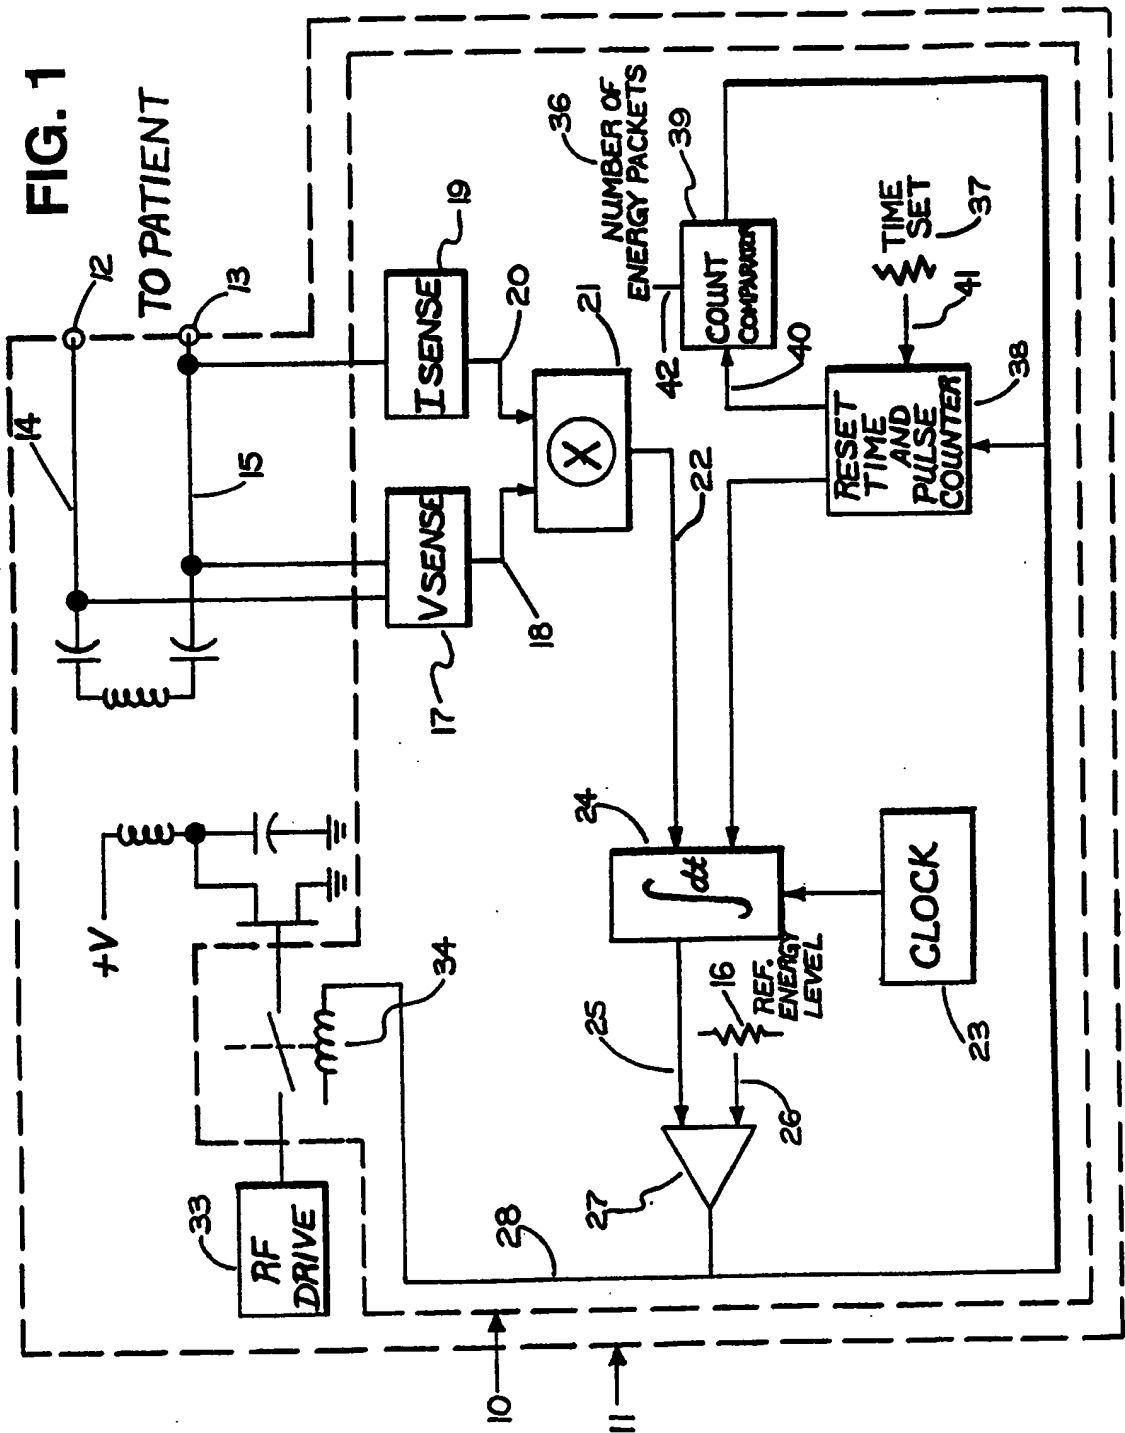 FIG. 1
TO PATIENT
12
13
14
15
+V
33
RF
DRIVE
34
I SENSE
19
20
V SENSE
17
18
X
21
22
NUMBER OF
ENERGY PACKETS
36
42
COUNT
COMPARATOR
39
40
TIME
SET
37
41
RESET
TIME
AND
PULSE
COUNTER
38
24
∫dt
25
16
REF.
ENERGY
LEVEL
26
27
28
CLOCK
23
10
11